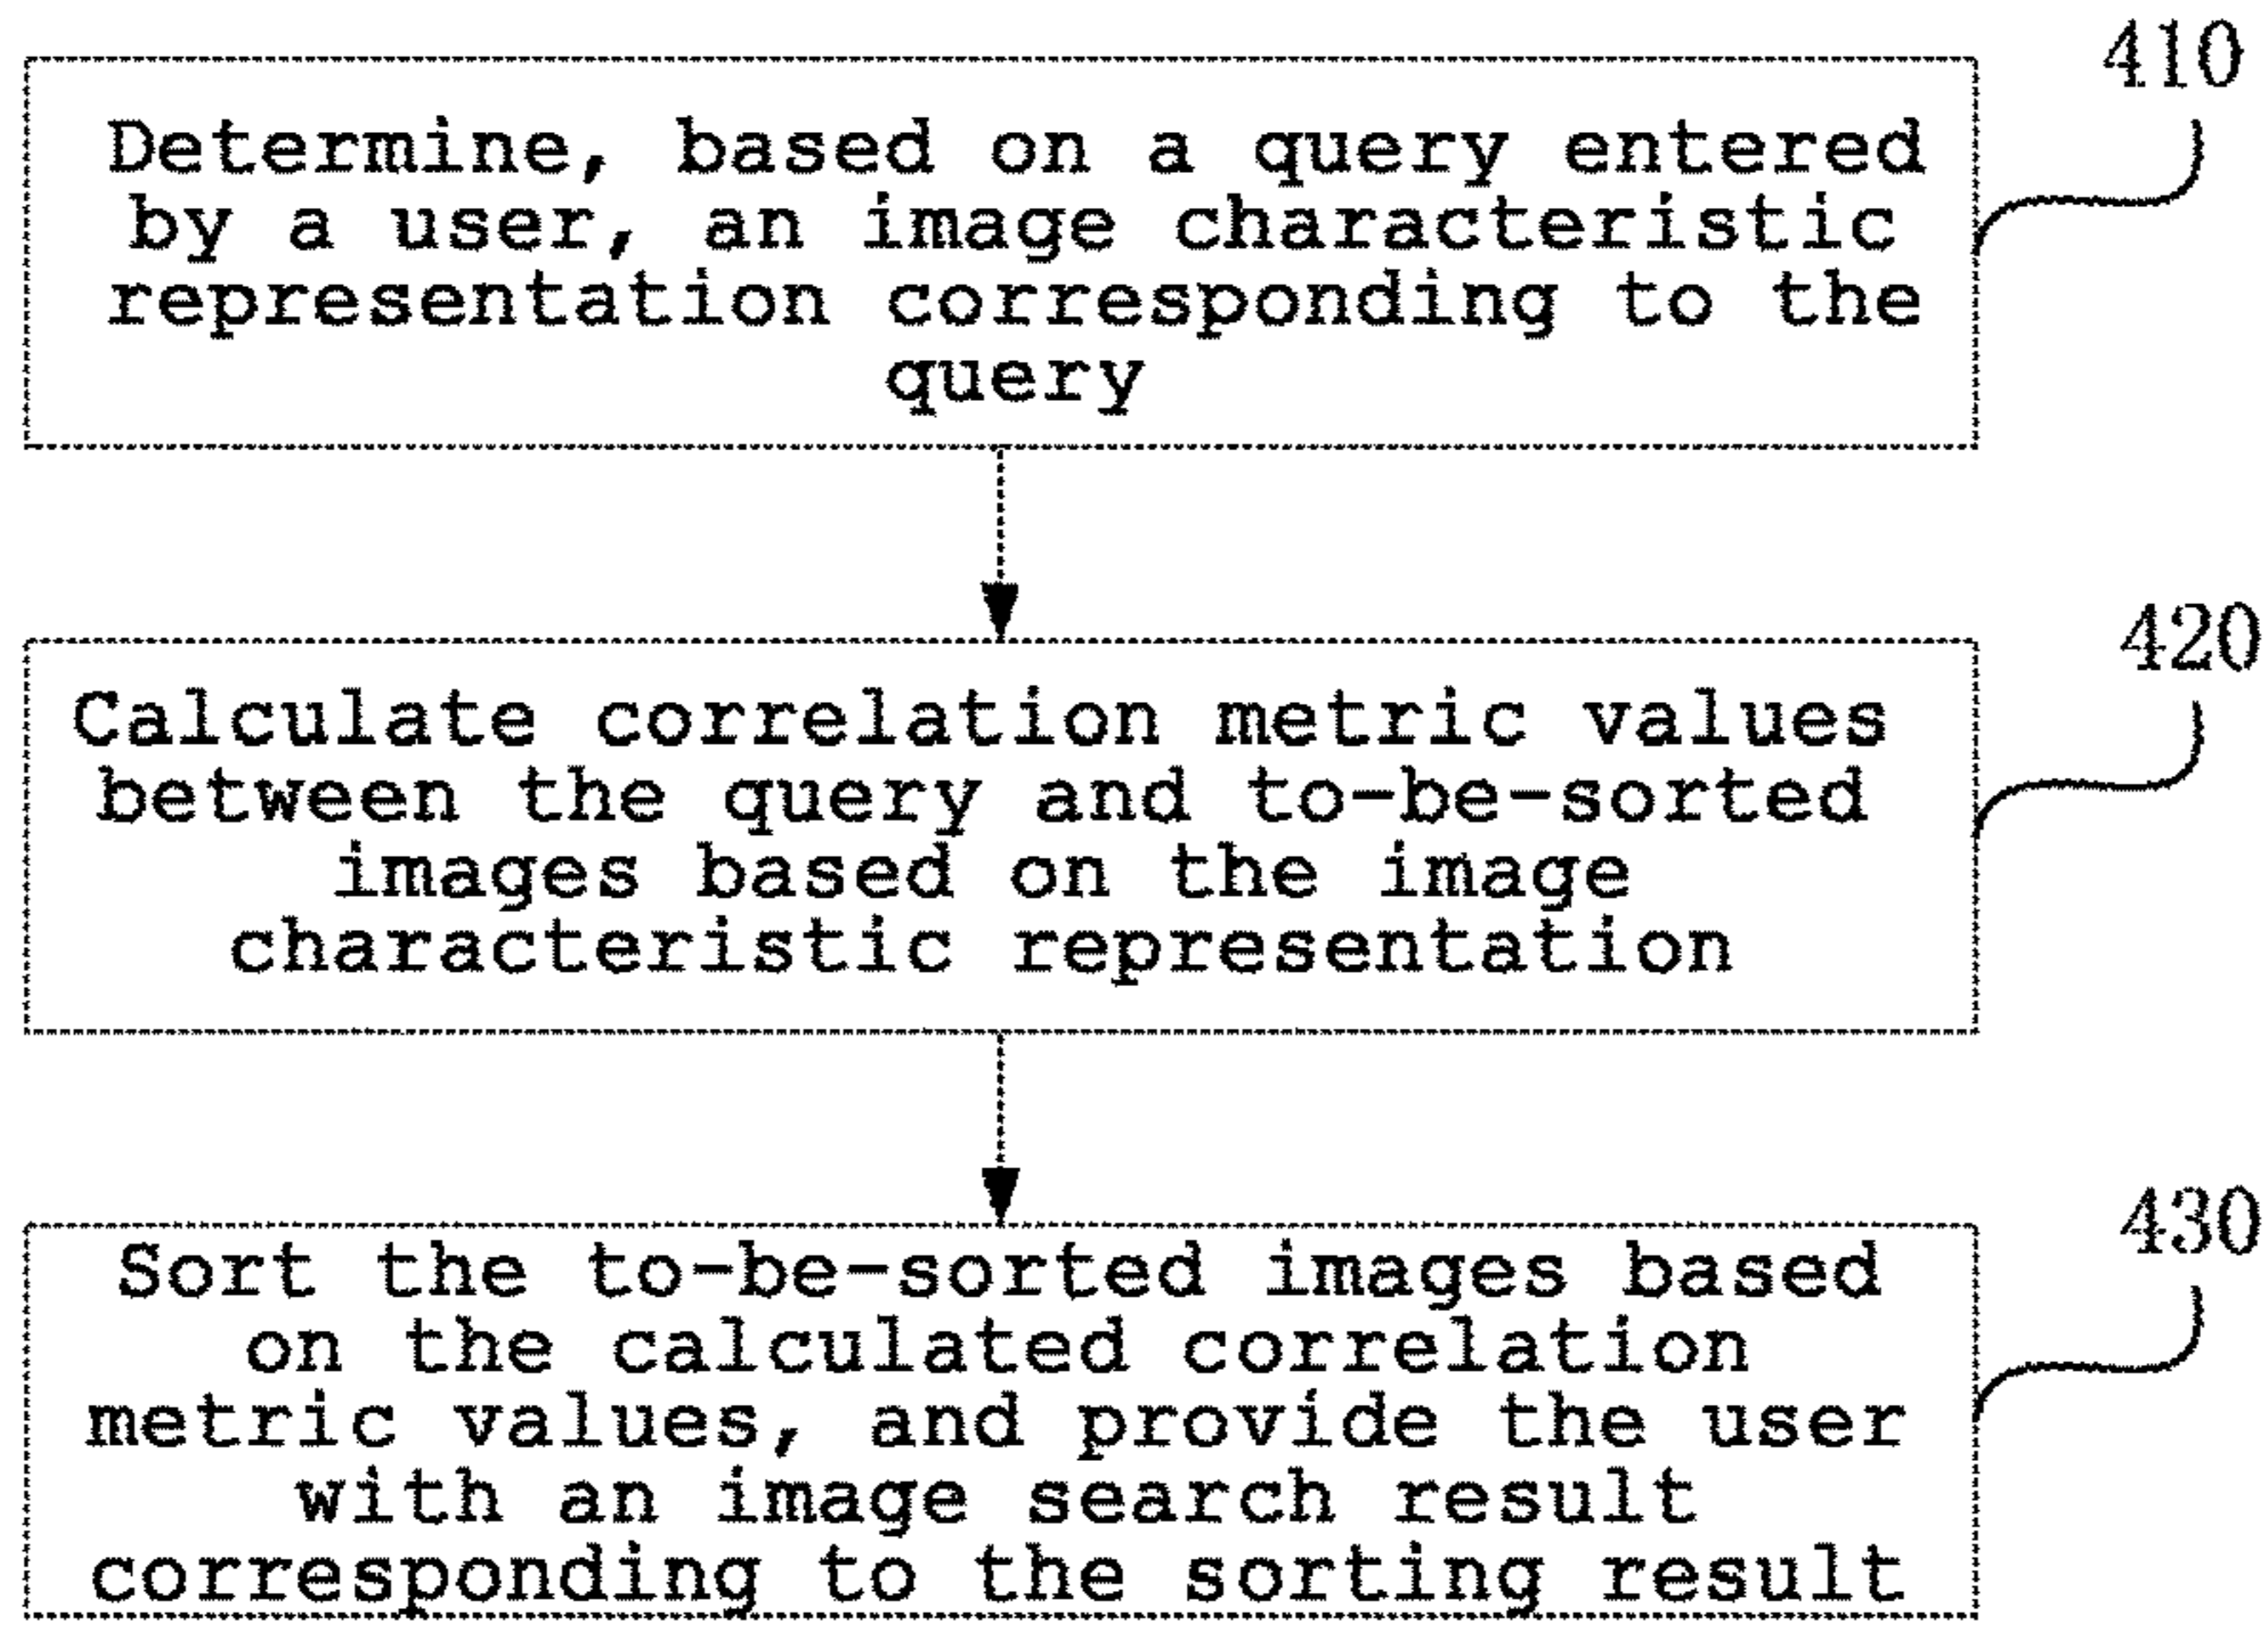 410
Determine, based on a query entered
by a user, an image characteristic
representation corresponding to the
query
420
Calculate correlation metric values
between the query and to-be-sorted
images based on the image
characteristic representation
430
Sort the to-be-sorted images based
on the calculated correlation
metric values, and provide the user
with an image search result
corresponding to the sorting result